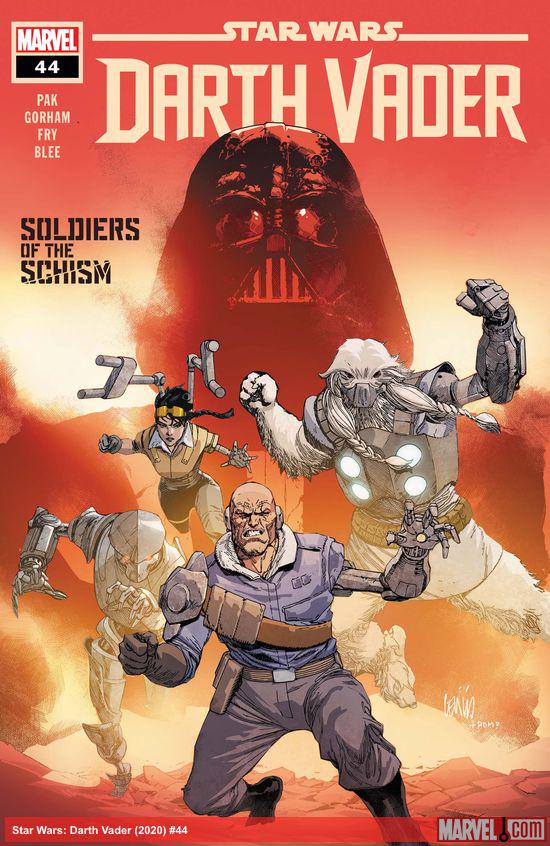 MARVEL
44
PAK
GORHAM
FRY
BLEE
STAR WARS
DARTH VADER
SOLDIERS
OF THE
SCHISM
Star Wars: Darth Vader (2020) #44
MARVEL.com